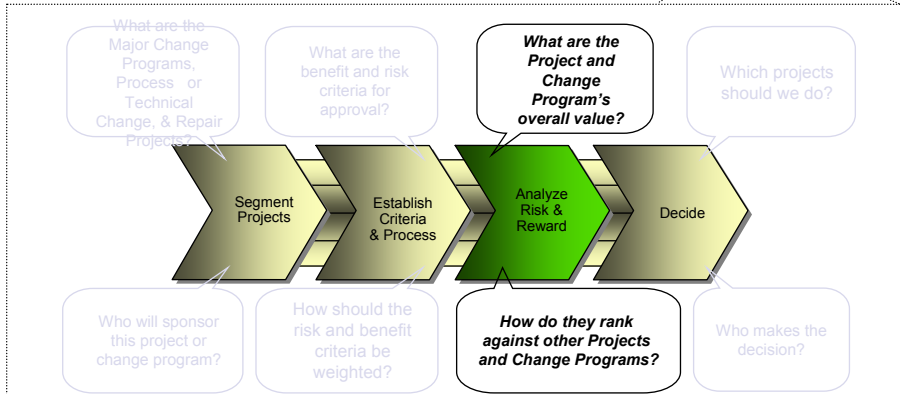 What are the
Major Change
Programs,
Process or
Technical
Change, & Repair
Projects?
What are the
benefit and risk
criteria for
approval?
What are the
Project and
Change
Program's
overall value?
Which projects
should we do?
Segment
Projects
Establish
Criteria
& Process
Analyze
Risk &
Reward
Decide
Who will sponsor
this project or
change program?
How should the
risk and benefit
criteria be
weighted?
How do they rank
against other Projects
and Change Programs?
Who makes the
decision?